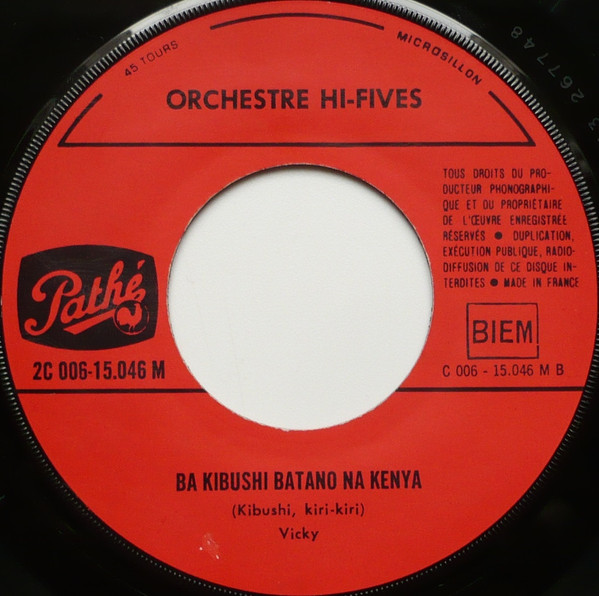 45 TOURS
MICROSILLON
3 267748
ORCHESTRE HI-FIVES
TOUS DROITS DU PRO-
DUCTEUR PHONOGRAPHI-
QUE ET DU PROPRIÉTAIRE
DE L'ŒUVRE ENREGISTRÉE
RÉSERVÉS ● DUPLICATION,
EXÉCUTION PUBLIQUE, RADIO-
DIFFUSION DE CE DISQUE IN-
TERDITES ● MADE IN FRANCE
Pathé
BIEM
2C 006-15.046 M
C 006 - 15.046 M B
BA KIBUSHI BATANO NA KENYA
(Kibushi, kiri-kiri)
Vicky